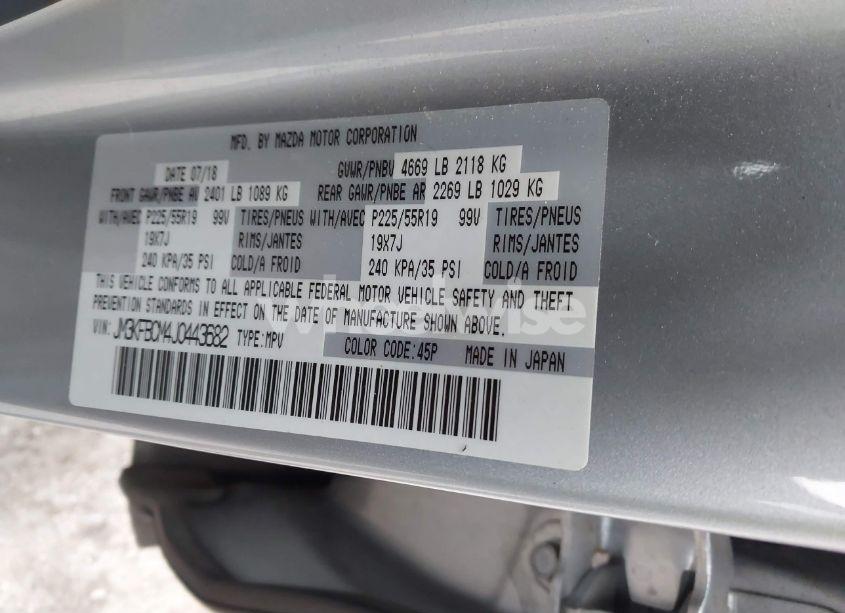 MFD. BY MAZDA MOTOR CORPORATION
DATE 07/18 GVWR/PNBV 4669 LB 2118 KG
FRONT GAWR/PNBE AV 2401 LB 1089 KG REAR GAWR/PNBE AR 2269 LB 1029 KG
WITH/AVEC P225/55R19 99V TIRES/PNEUS WITH/AVEC P225/55R19 99V TIRES/PNEUS
19X7J RIMS/JANTES 19X7J RIMS/JANTES
240 KPA/35 PSI COLD/A FROID 240 KPA/35 PSI COLD/A FROID
THIS VEHICLE CONFORMS TO ALL APPLICABLE FEDERAL MOTOR VEHICLE SAFETY AND THEFT
PREVENTION STANDARDS IN EFFECT ON THE DATE OF MANUFACTURE SHOWN ABOVE.
VIN: JM3KFBCM4J0443682 TYPE: MPV COLOR CODE: 45P MADE IN JAPAN